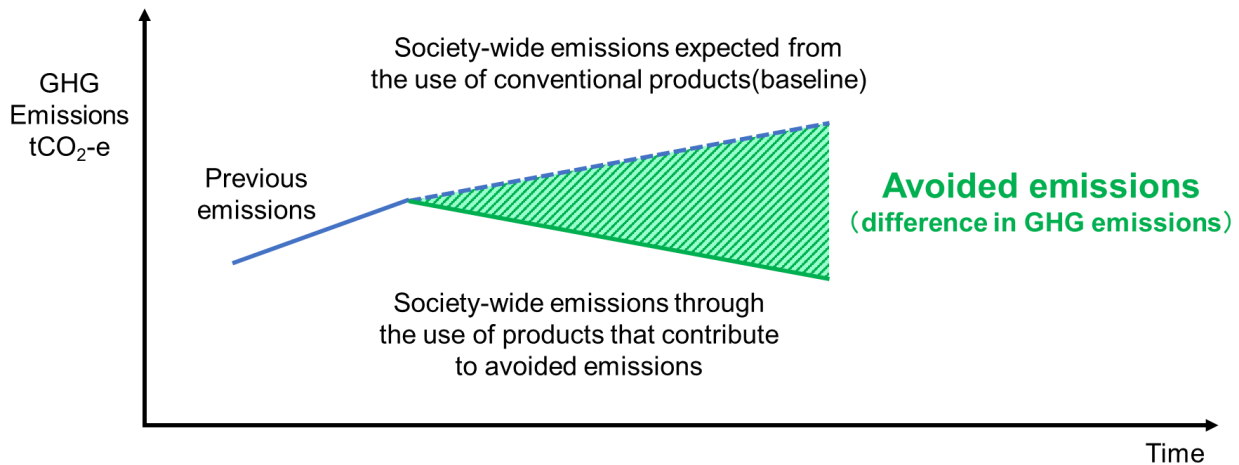 GHG
Emissions
tCO₂-e
Society-wide emissions expected from
the use of conventional products(baseline)
Previous
emissions
Avoided emissions
（difference in GHG emissions）
Society-wide emissions through
the use of products that contribute
to avoided emissions
Time